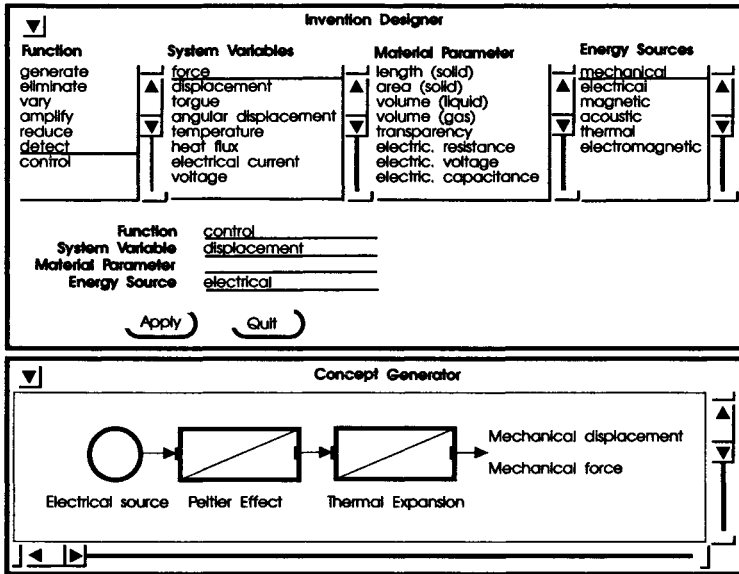 Invention Designer
Function
generate
eliminate
vary
amplify
reduce
detect
control
System Variables
force
displacement
torgue
angular displacement
temperature
heat flux
electrical current
voltage
Material Parameter
length (solid)
area (solid)
volume (liquid)
volume (gas)
transparency
electric. resistance
electric. voltage
electric. capacitance
Energy Sources
mechanical
electrical
magnetic
acoustic
thermal
electromagnetic
Function control
System Variable displacement
Material Parameter
Energy Source electrical
Apply Quit
Concept Generator
Mechanical displacement
Mechanical force
Electrical source Peltier Effect Thermal Expansion